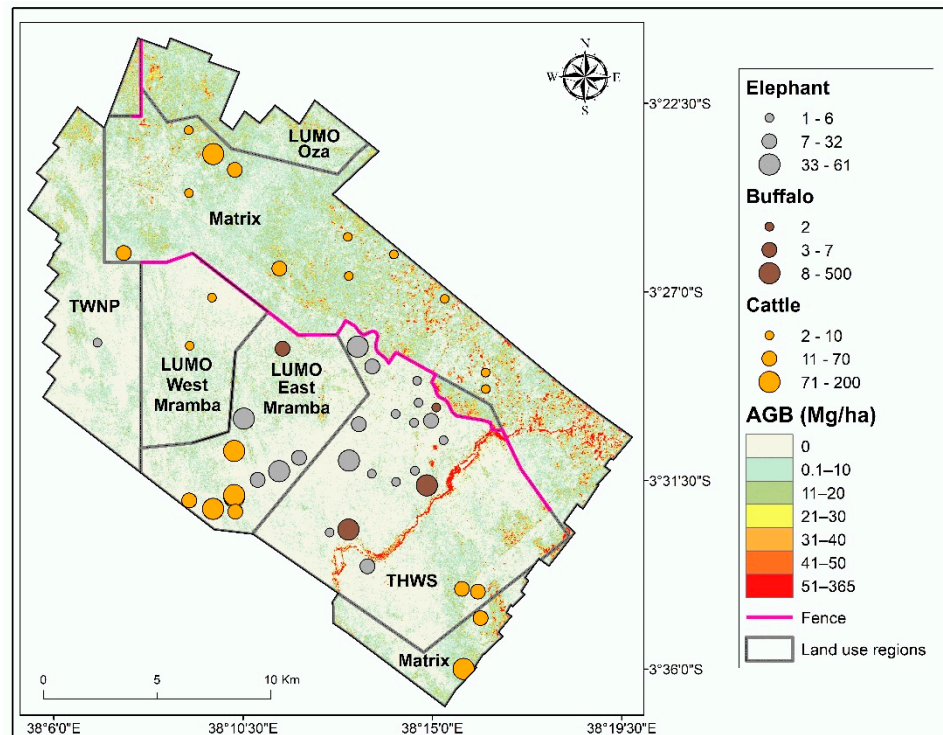 N
W
E
S
LUMO
Oza
Matrix
TWNP
LUMO
West
Mramba
LUMO
East
Mramba
THWS
Matrix
0
5
10 Km
3°22'30"S
3°27'0"S
3°31'30"S
3°36'0"S
38°6'0"E
38°10'30"E
38°15'0"E
38°19'30"E
Elephant
1 - 6
7 - 32
33 - 61
Buffalo
2
3 - 7
8 - 500
Cattle
2 - 10
11 - 70
71 - 200
AGB (Mg/ha)
0
0.1–10
11–20
21–30
31–40
41–50
51–365
Fence
Land use regions